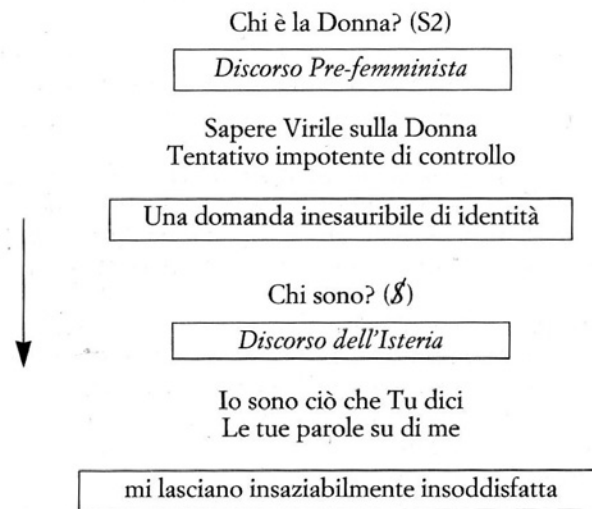 Chi è la Donna? (S2)
Discorso Pre-femminista
Sapere Virile sulla Donna
Tentativo impotente di controllo
Una domanda inesauribile di identità
Chi sono? ($)
Discorso dell'Isteria
Io sono ciò che Tu dici
Le tue parole su di me
mi lasciano insaziabilmente insoddisfatta